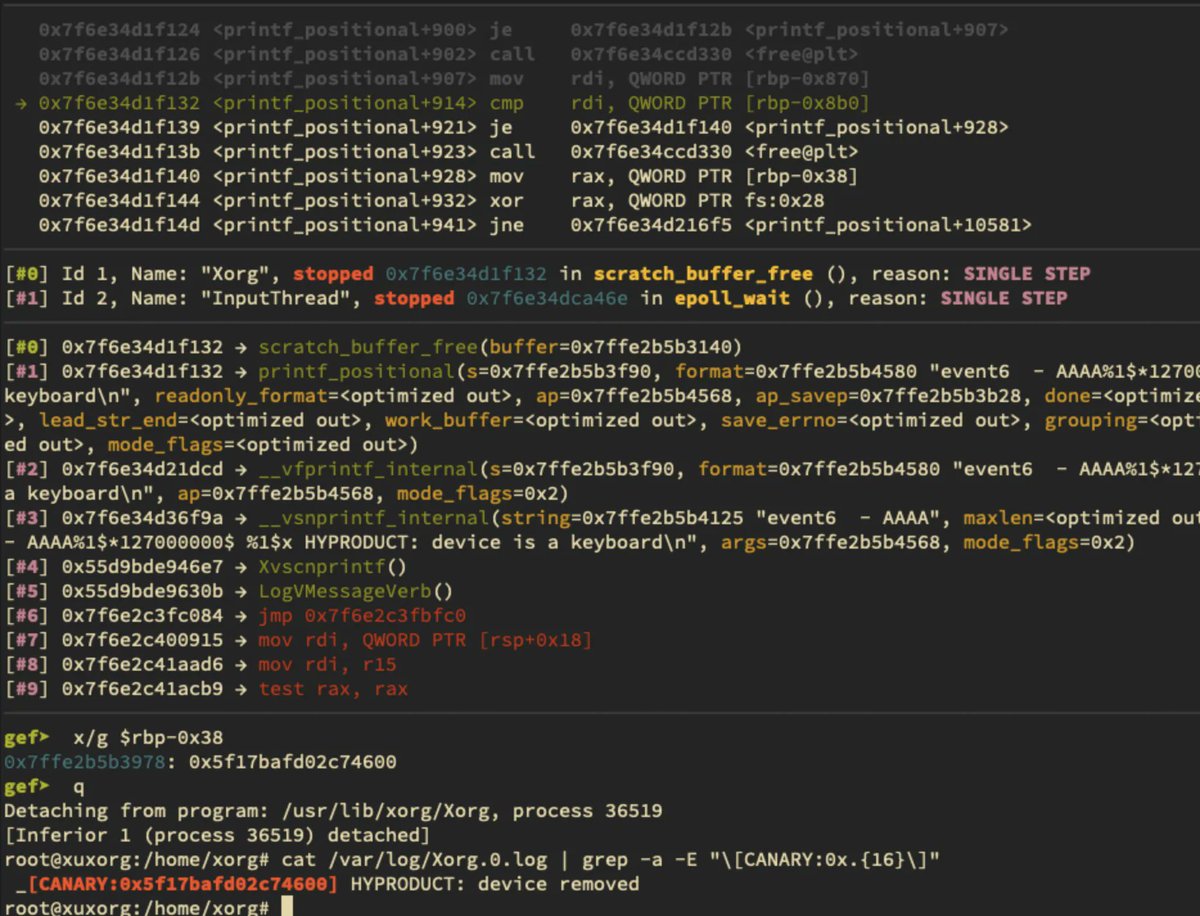 0x7f6e34d1f124 <printf_positional+900> je 0x7f6e34d1f12b <printf_positional+907>
0x7f6e34d1f126 <printf_positional+902> call 0x7f6e34ccd330 <free@plt>
0x7f6e34d1f12b <printf_positional+907> mov rdi, QWORD PTR [rbp-0x870]
→ 0x7f6e34d1f132 <printf_positional+914> cmp rdi, QWORD PTR [rbp-0x8b0]
0x7f6e34d1f139 <printf_positional+921> je 0x7f6e34d1f140 <printf_positional+928>
0x7f6e34d1f13b <printf_positional+923> call 0x7f6e34ccd330 <free@plt>
0x7f6e34d1f140 <printf_positional+928> mov rax, QWORD PTR [rbp-0x38]
0x7f6e34d1f144 <printf_positional+932> xor rax, QWORD PTR fs:0x28
0x7f6e34d1f14d <printf_positional+941> jne 0x7f6e34d216f5 <printf_positional+10581>
[#0] Id 1, Name: "Xorg", stopped 0x7f6e34d1f132 in scratch_buffer_free (), reason: SINGLE STEP
[#1] Id 2, Name: "InputThread", stopped 0x7f6e34dca46e in epoll_wait (), reason: SINGLE STEP
[#0] 0x7f6e34d1f132 → scratch_buffer_free(buffer=0x7ffe2b5b3140)
[#1] 0x7f6e34d1f132 → printf_positional(s=0x7ffe2b5b3f90, format=0x7ffe2b5b4580 "event6  - AAAA%1$*12700
keyboard\n", readonly_format=<optimized out>, ap=0x7ffe2b5b4568, ap_savep=0x7ffe2b5b3b28, done=<optimize
>, lead_str_end=<optimized out>, work_buffer=<optimized out>, save_errno=<optimized out>, grouping=<opt
ed out>, mode_flags=<optimized out>)
[#2] 0x7f6e34d21dcd → __vfprintf_internal(s=0x7ffe2b5b3f90, format=0x7ffe2b5b4580 "event6  - AAAA%1$*127
a keyboard\n", ap=0x7ffe2b5b4568, mode_flags=0x2)
[#3] 0x7f6e34d36f9a → __vsnprintf_internal(string=0x7ffe2b5b4125 "event6  - AAAA", maxlen=<optimized out
- AAAA%1$*127000000$ %1$x HYPRODUCT: device is a keyboard\n", args=0x7ffe2b5b4568, mode_flags=0x2)
[#4] 0x55d9bde946e7 → Xvscnprintf()
[#5] 0x55d9bde9630b → LogVMessageVerb()
[#6] 0x7f6e2c3fc084 → jmp 0x7f6e2c3fbfc0
[#7] 0x7f6e2c400915 → mov rdi, QWORD PTR [rsp+0x18]
[#8] 0x7f6e2c41aad6 → mov rdi, r15
[#9] 0x7f6e2c41acb9 → test rax, rax
gef➤ x/g $rbp-0x38
0x7ffe2b5b3978: 0x5f17bafd02c74600
gef➤ q
Detaching from program: /usr/lib/xorg/Xorg, process 36519
[Inferior 1 (process 36519) detached]
root@xuxorg:/home/xorg# cat /var/log/Xorg.0.log | grep -a -E "\[CANARY:0x.{16}\]"
_[CANARY:0x5f17bafd02c74600] HYPRODUCT: device removed
root@xuxorg:/home/xorg#